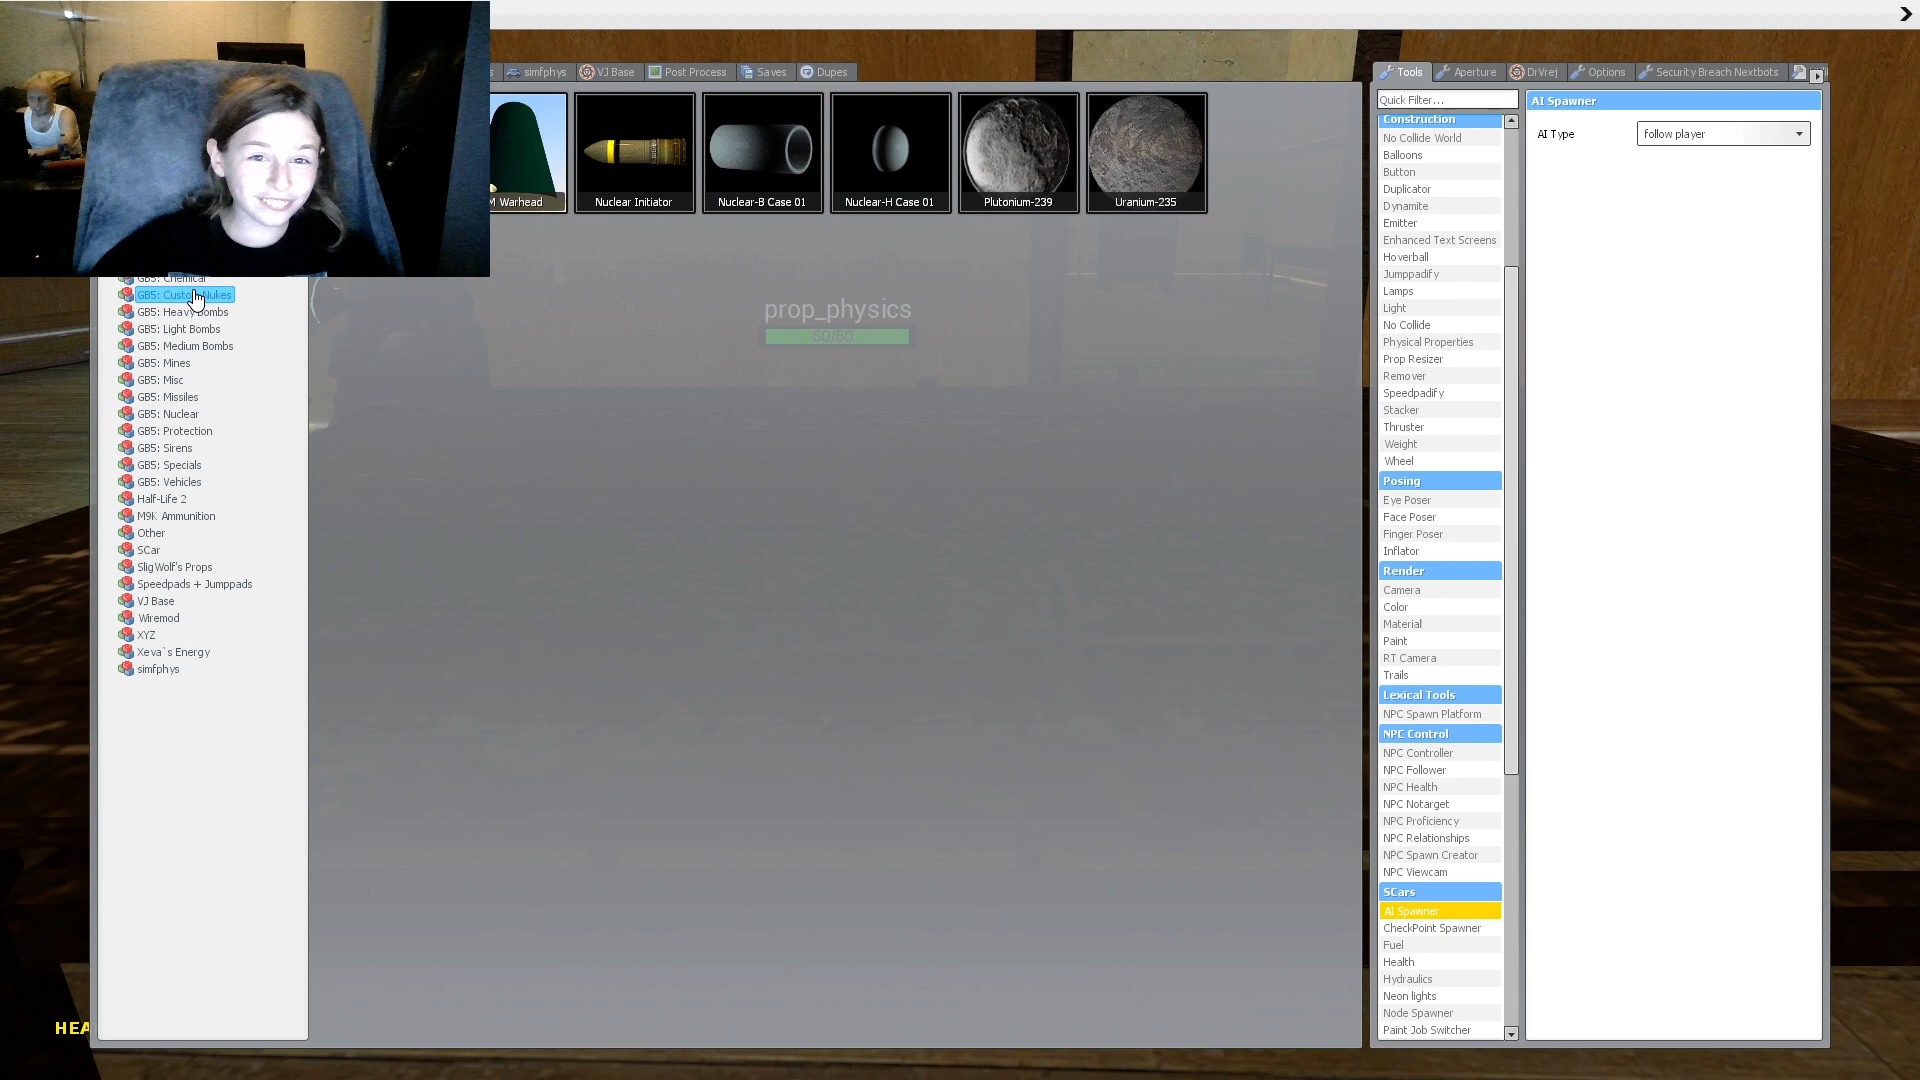 simfphys
VJ Base
Post Process
Saves
Dupes
M Warhead
Nuclear Initiator
Nuclear-B Case 01
Nuclear-H Case 01
Plutonium-239
Uranium-235
GB5: Chemical
GB5: Custom Nukes
GB5: Heavy Bombs
GB5: Light Bombs
GB5: Medium Bombs
GB5: Mines
GB5: Misc
GB5: Missiles
GB5: Nuclear
GB5: Protection
GB5: Sirens
GB5: Specials
GB5: Vehicles
Half-Life 2
M9K Ammunition
Other
SCar
SligWolf's Props
Speedpads + Jumppads
VJ Base
Wiremod
XYZ
Xeva`s Energy
simfphys
prop_physics
60/60
HEA
Tools
Aperture
DrVrej
Options
Security Breach Nextbots
Quick Filter...
Construction
No Collide World
Balloons
Button
Duplicator
Dynamite
Emitter
Enhanced Text Screens
Hoverball
Jumppadify
Lamps
Light
No Collide
Physical Properties
Prop Resizer
Remover
Speedpadify
Stacker
Thruster
Weight
Wheel
Posing
Eye Poser
Face Poser
Finger Poser
Inflator
Render
Camera
Color
Material
Paint
RT Camera
Trails
Lexical Tools
NPC Spawn Platform
NPC Control
NPC Controller
NPC Follower
NPC Health
NPC Notarget
NPC Proficiency
NPC Relationships
NPC Spawn Creator
NPC Viewcam
SCars
AI Spawner
CheckPoint Spawner
Fuel
Health
Hydraulics
Neon lights
Node Spawner
Paint Job Switcher
AI Spawner
AI Type
follow player